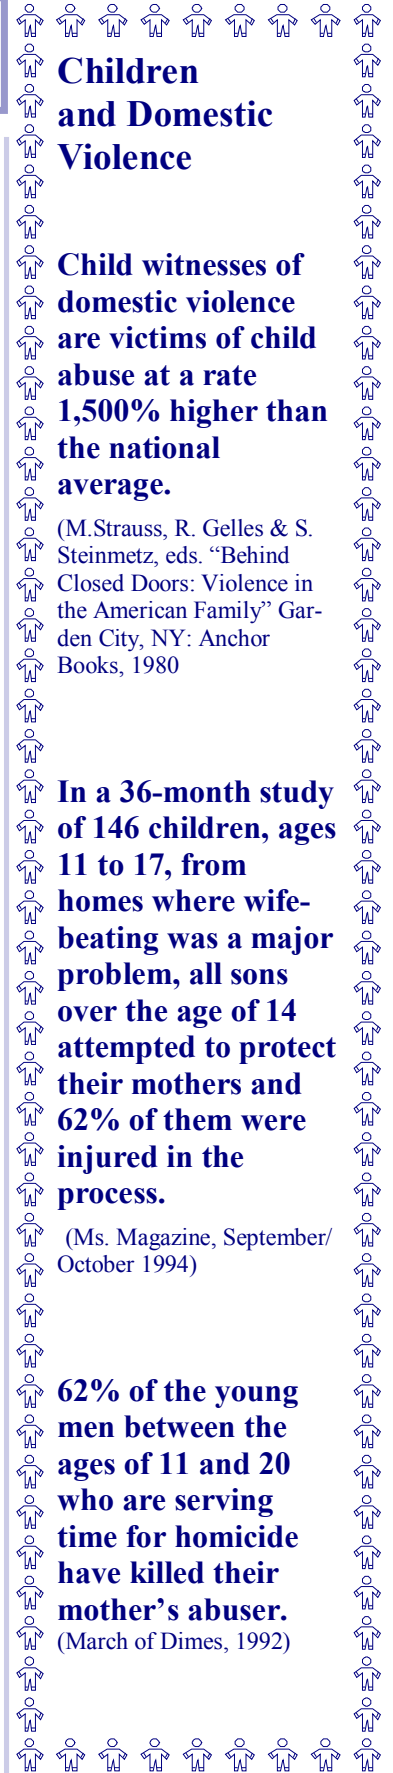 Children
and Domestic
Violence
Child witnesses of
domestic violence
are victims of child
abuse at a rate
1,500% higher than
the national
average.
(M.Strauss, R. Gelles & S.
Steinmetz, eds. “Behind
Closed Doors: Violence in
the American Family” Gar-
den City, NY: Anchor
Books, 1980
In a 36-month study
of 146 children, ages
11 to 17, from
homes where wife-
beating was a major
problem, all sons
over the age of 14
attempted to protect
their mothers and
62% of them were
injured in the
process.
(Ms. Magazine, September/
October 1994)
62% of the young
men between the
ages of 11 and 20
who are serving
time for homicide
have killed their
mother’s abuser.
(March of Dimes, 1992)